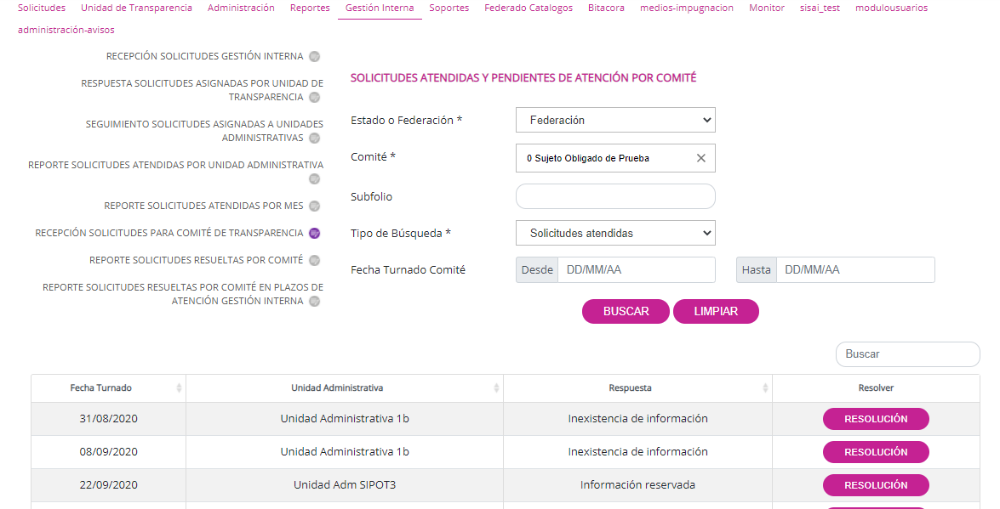 Solicitudes Unidad de Transparencia Administración Reportes Gestión Interna Soportes Federado Catalogos Bitacora medios-impugnacion Monitor sisai_test modulousuarios
administración-avisos
RECEPCIÓN SOLICITUDES GESTIÓN INTERNA
RESPUESTA SOLICITUDES ASIGNADAS POR UNIDAD DE
TRANSPARENCIA
SEGUIMIENTO SOLICITUDES ASIGNADAS A UNIDADES
ADMINISTRATIVAS
REPORTE SOLICITUDES ATENDIDAS POR UNIDAD ADMINISTRATIVA
REPORTE SOLICITUDES ATENDIDAS POR MES
RECEPCIÓN SOLICITUDES PARA COMITÉ DE TRANSPARENCIA
REPORTE SOLICITUDES RESUELTAS POR COMITÉ
REPORTE SOLICITUDES RESUELTAS POR COMITÉ EN PLAZOS DE
ATENCIÓN GESTIÓN INTERNA
SOLICITUDES ATENDIDAS Y PENDIENTES DE ATENCIÓN POR COMITÉ
Estado o Federación * Federación
Comité * 0 Sujeto Obligado de Prueba
Subfolio
Tipo de Búsqueda * Solicitudes atendidas
Fecha Turnado Comité Desde DD/MM/AA Hasta DD/MM/AA
BUSCAR LIMPIAR
Buscar
Fecha Turnado Unidad Administrativa Respuesta Resolver
31/08/2020 Unidad Administrativa 1b Inexistencia de información RESOLUCIÓN
08/09/2020 Unidad Administrativa 1b Inexistencia de información RESOLUCIÓN
22/09/2020 Unidad Adm SIPOT3 Información reservada RESOLUCIÓN